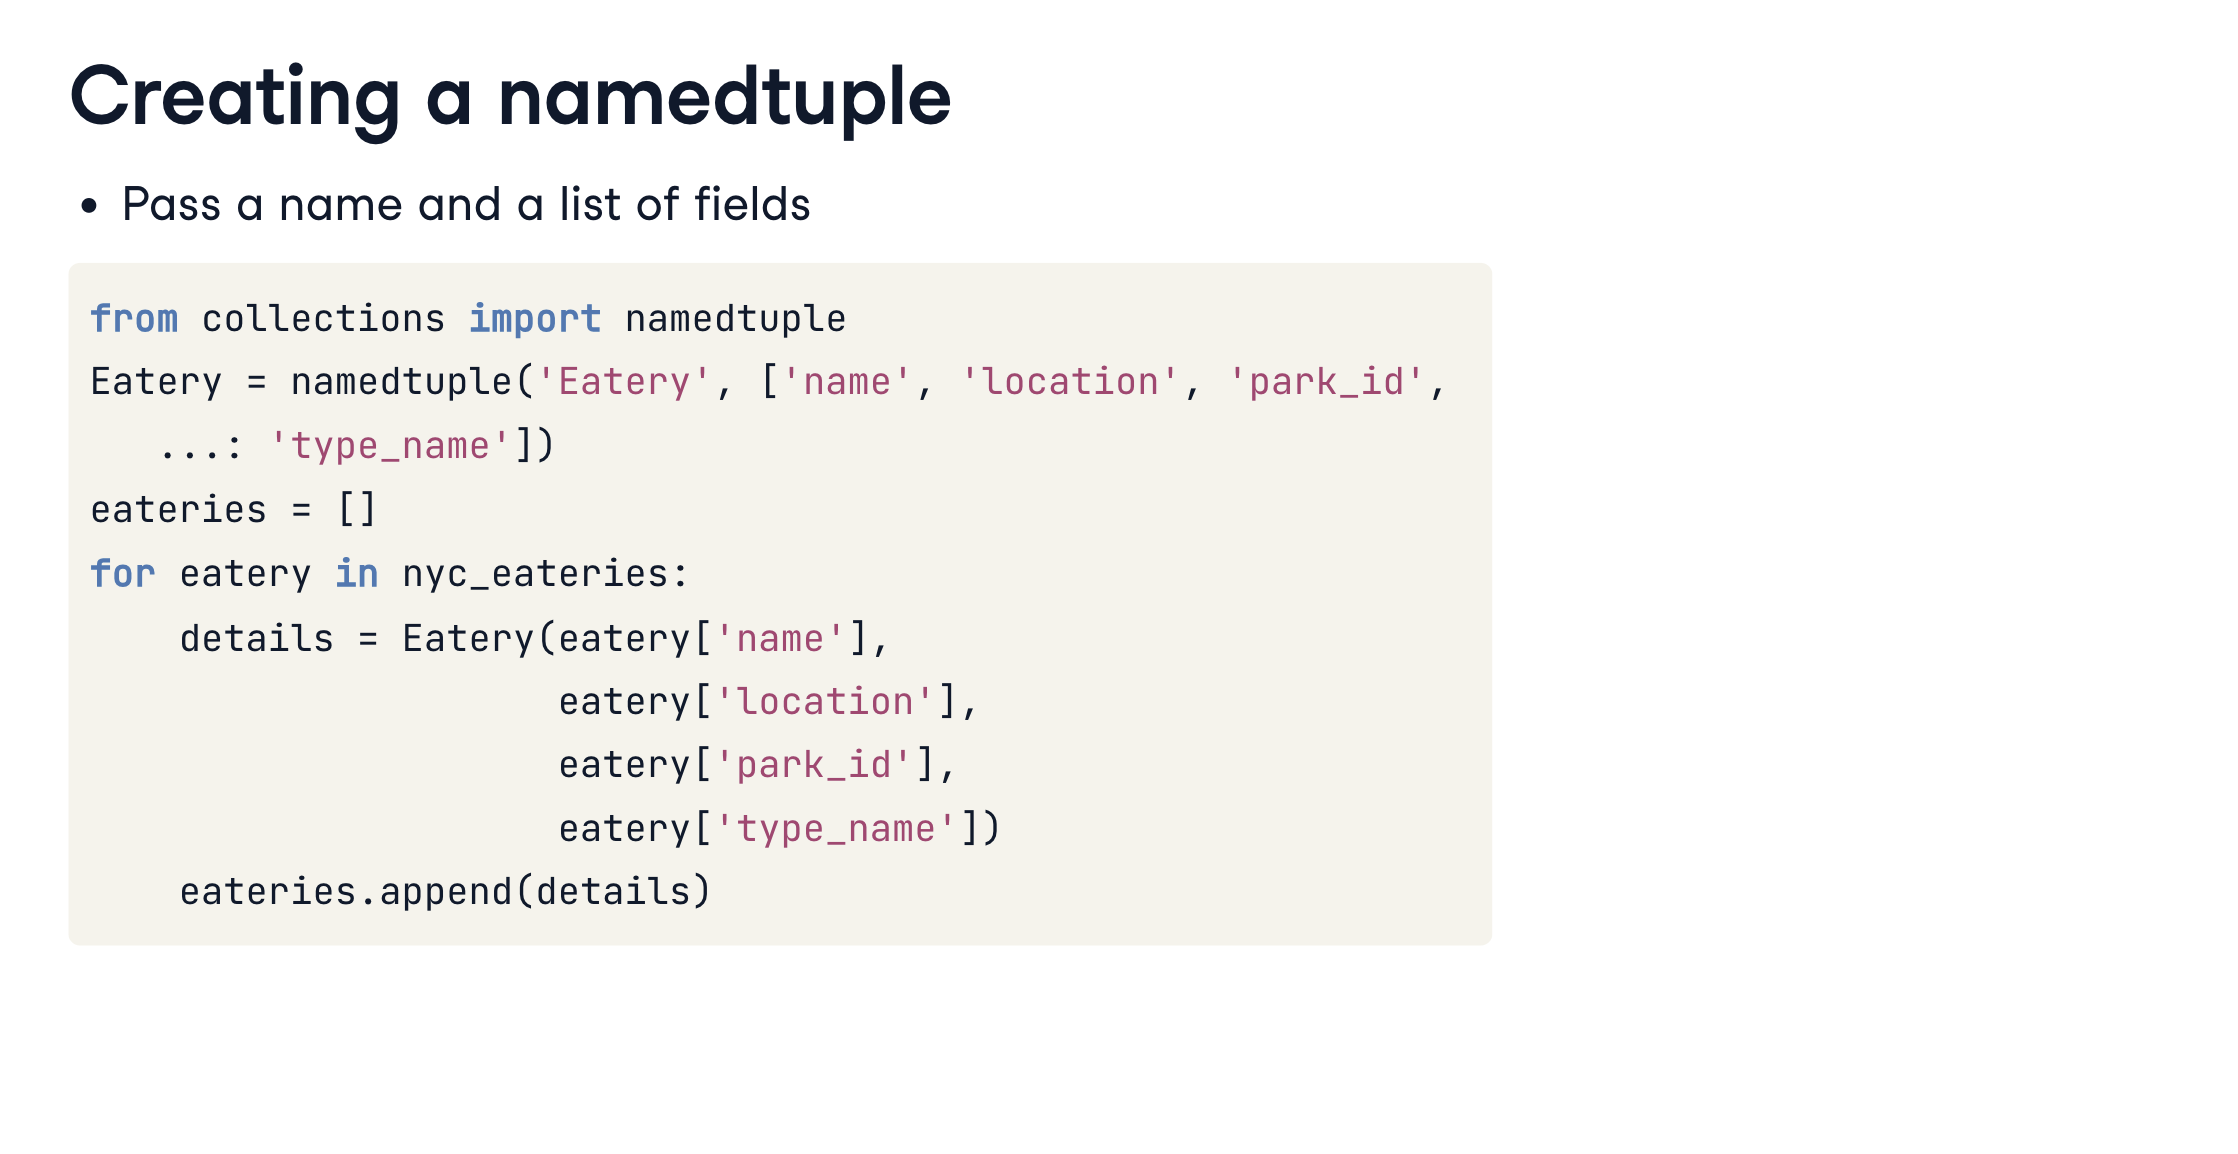 Creating a namedtuple
• Pass a name and a list of fields
from collections import namedtuple
Eatery = namedtuple('Eatery', ['name', 'location', 'park_id',
   ...: 'type_name'])
eateries = []
for eatery in nyc_eateries:
    details = Eatery(eatery['name'],
                     eatery['location'],
                     eatery['park_id'],
                     eatery['type_name'])
    eateries.append(details)